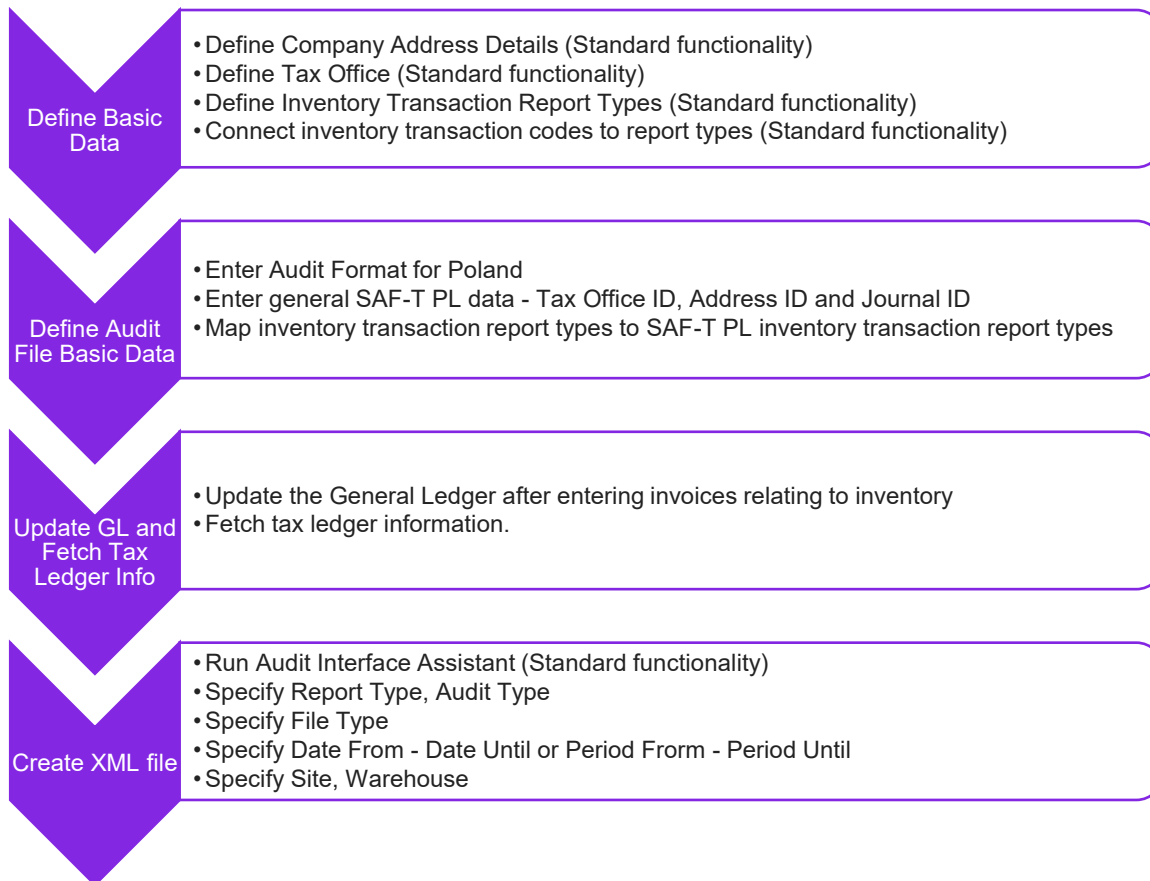 Define Basic
Data
• Define Company Address Details (Standard functionality)
• Define Tax Office (Standard functionality)
• Define Inventory Transaction Report Types (Standard functionality)
• Connect inventory transaction codes to report types (Standard functionality)
Define Audit
File Basic Data
• Enter Audit Format for Poland
• Enter general SAF-T PL data - Tax Office ID, Address ID and Journal ID
• Map inventory transaction report types to SAF-T PL inventory transaction report types
Update GL and
Fetch Tax
Ledger Info
• Update the General Ledger after entering invoices relating to inventory
• Fetch tax ledger information.
Create XML file
• Run Audit Interface Assistant (Standard functionality)
• Specify Report Type, Audit Type
• Specify File Type
• Specify Date From - Date Until or Period Frorm - Period Until
• Specify Site, Warehouse